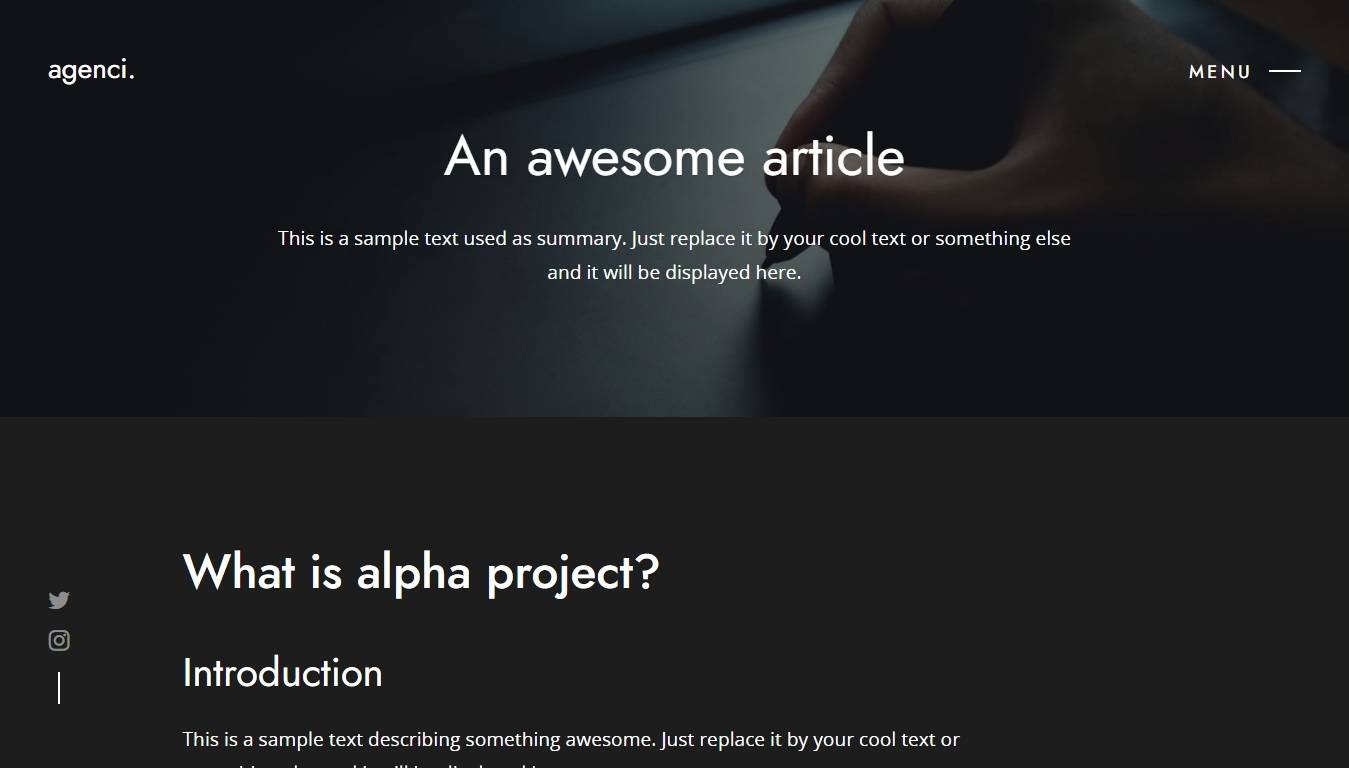 agenci.
MENU
An awesome article
This is a sample text used as summary. Just replace it by your cool text or something else
and it will be displayed here.
What is alpha project?
Introduction
This is a sample text describing something awesome. Just replace it by your cool text or